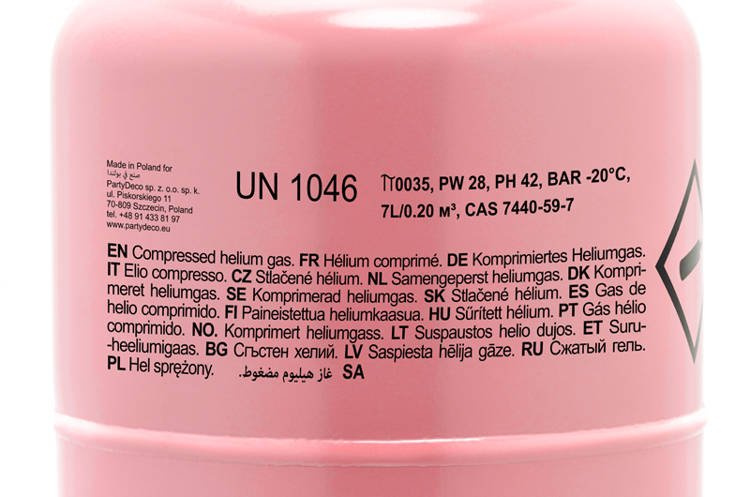 Made in Poland for
صنع في بولندا
PartyDeco sp. z. o.o. sp. k.
ul. Piskorskiego 11
70-809 Szczecin, Poland
tel. +48 91 433 81 97
www.partydeco.eu
UN 1046
π0035, PW 28, PH 42, BAR -20°C,
7L/0.20 м³, CAS 7440-59-7
EN Compressed helium gas. FR Hélium comprimé. DE Komprimiertes Heliumgas.
IT Elio compresso. CZ Stlačené hélium. NL Samengeperst heliumgas. DK Kompri-
meret heliumgas. SE Komprimerad heliumgas. SK Stlačené hélium. ES Gas de
helio comprimido. FI Paineistettua heliumkaasua. HU Sűrített hélium. PT Gás hélio
comprimido. NO. Komprimert heliumgass. LT Suspaustos helio dujos. ET Suru-
-heeliumigaas. BG Сгъстен хелий. LV Saspiesta hēlija gāze. RU Сжатый гель.
PL Hel sprężony. SA غاز هيليوم مضغوط.